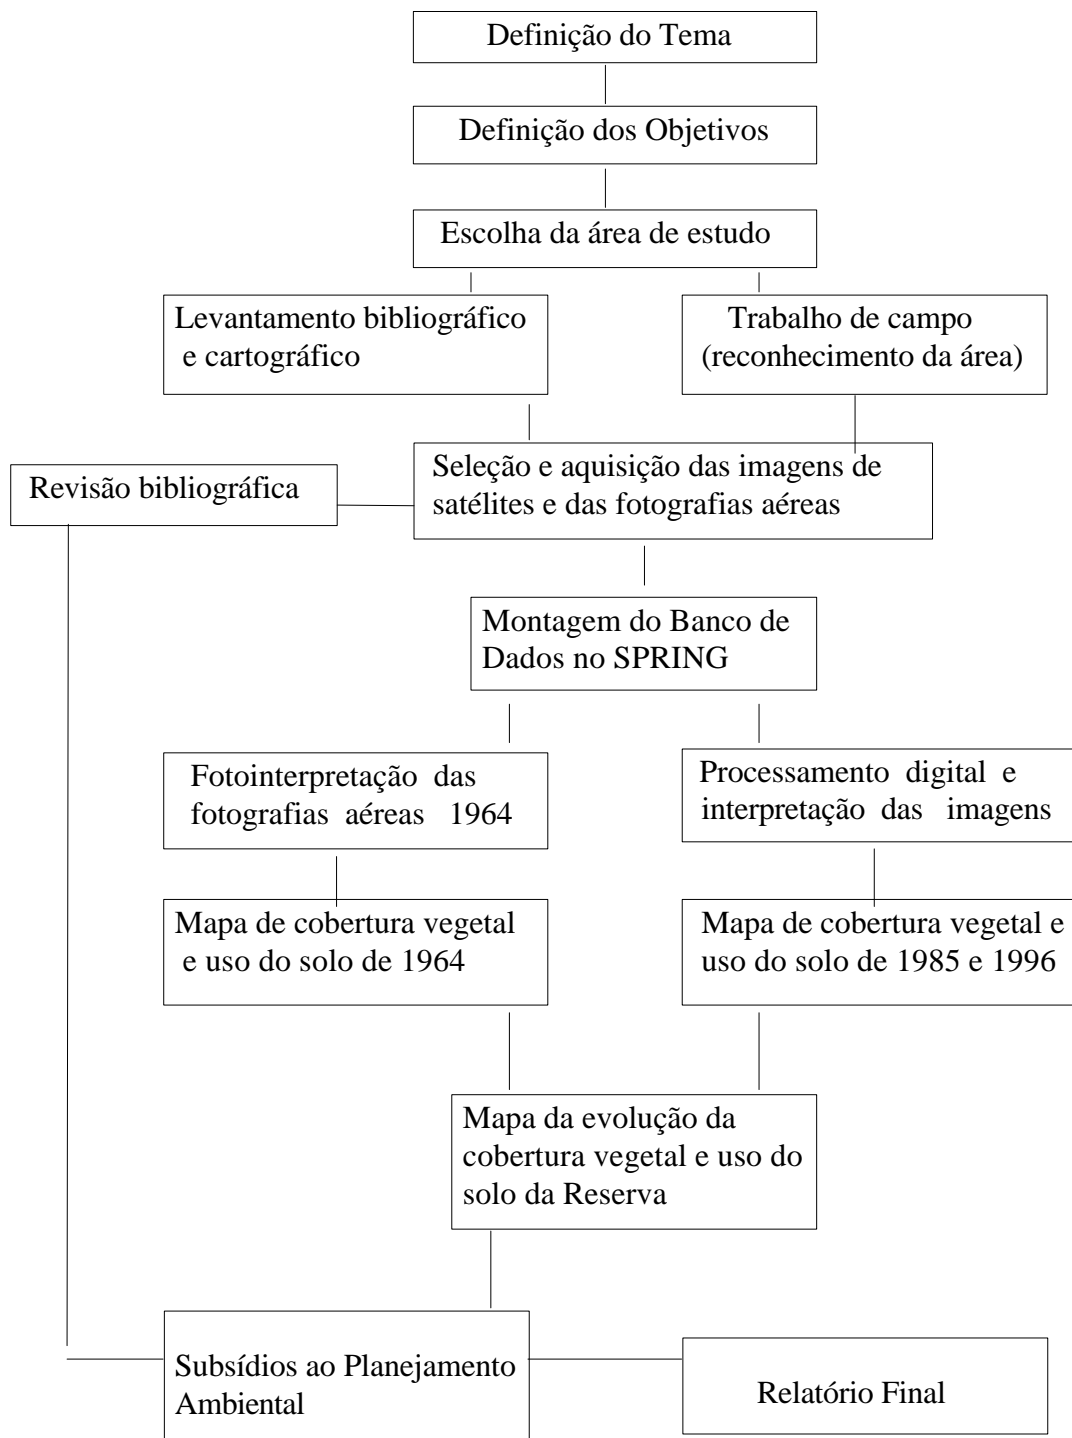 Definição do Tema
Definição dos Objetivos
Escolha da área de estudo
Levantamento bibliográfico
e cartográfico
Trabalho de campo
(reconhecimento da área)
Revisão bibliográfica
Seleção e aquisição das imagens de
satélites e das fotografias aéreas
Montagem do Banco de
Dados no SPRING
Fotointerpretação das
fotografias aéreas 1964
Processamento digital e
interpretação das imagens
Mapa de cobertura vegetal
e uso do solo de 1964
Mapa de cobertura vegetal e
uso do solo de 1985 e 1996
Mapa da evolução da
cobertura vegetal e uso do
solo da Reserva
Subsídios ao Planejamento
Ambiental
Relatório Final